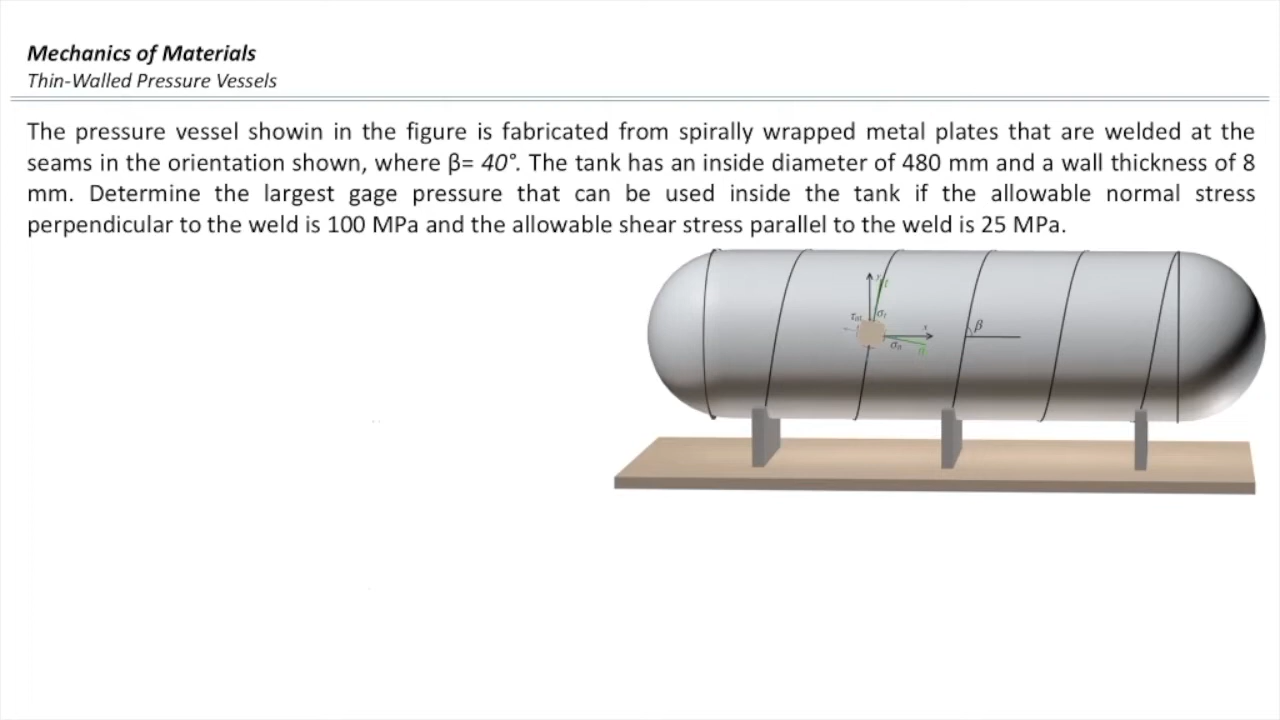 Mechanics of Materials
Thin-Walled Pressure Vessels
The pressure vessel showin in the figure is fabricated from spirally wrapped metal plates that are welded at the
seams in the orientation shown, where β= 40°. The tank has an inside diameter of 480 mm and a wall thickness of 8
mm. Determine the largest gage pressure that can be used inside the tank if the allowable normal stress
perpendicular to the weld is 100 MPa and the allowable shear stress parallel to the weld is 25 MPa.
y t
τnt σt
x β
σn n